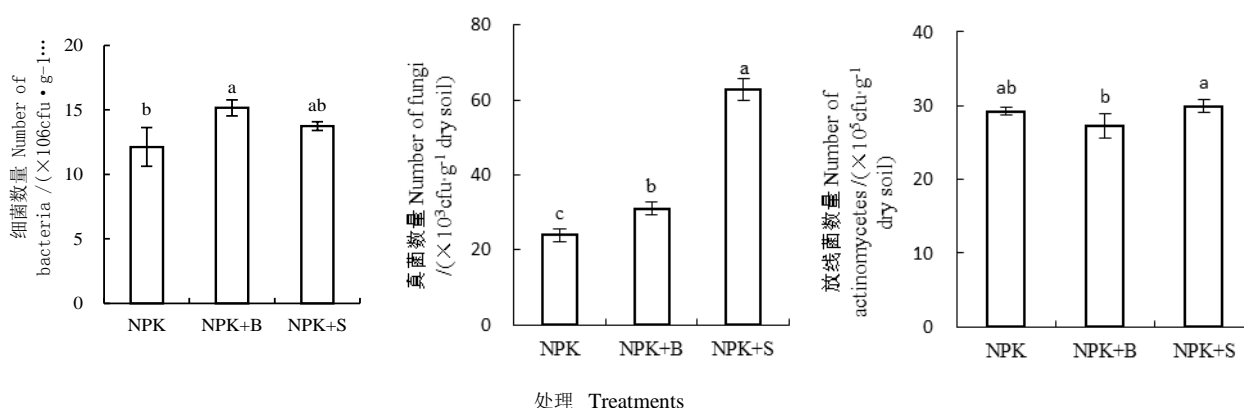 细菌数量 Number of
bacteria /(×106cfu·g-1…
20
15
10
5
0
b
a
ab
NPK NPK+B NPK+S
真菌数量 Number of fungi
/(×10³cfu·g⁻¹ dry soil)
80
60
40
20
0
c
b
a
NPK NPK+B NPK+S
放线菌数量 Number of
actinomycetes /(×10⁵cfu·g⁻¹
dry soil)
40
30
20
10
0
ab
b
a
NPK NPK+B NPK+S
处理 Treatments